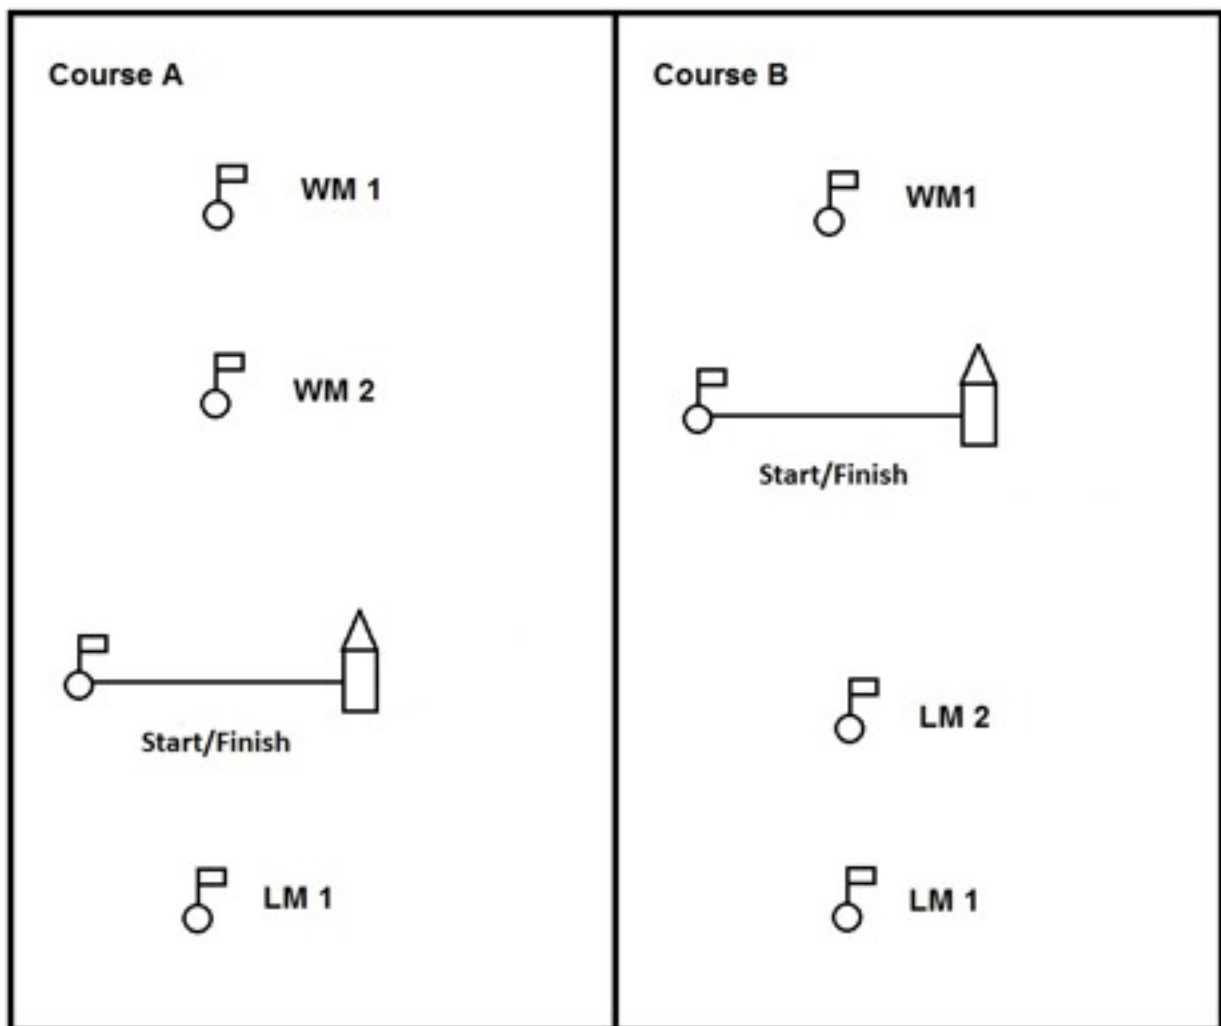 Course A
WM 1
WM 2
Start/Finish
LM 1
Course B
WM1
Start/Finish
LM 2
LM 1